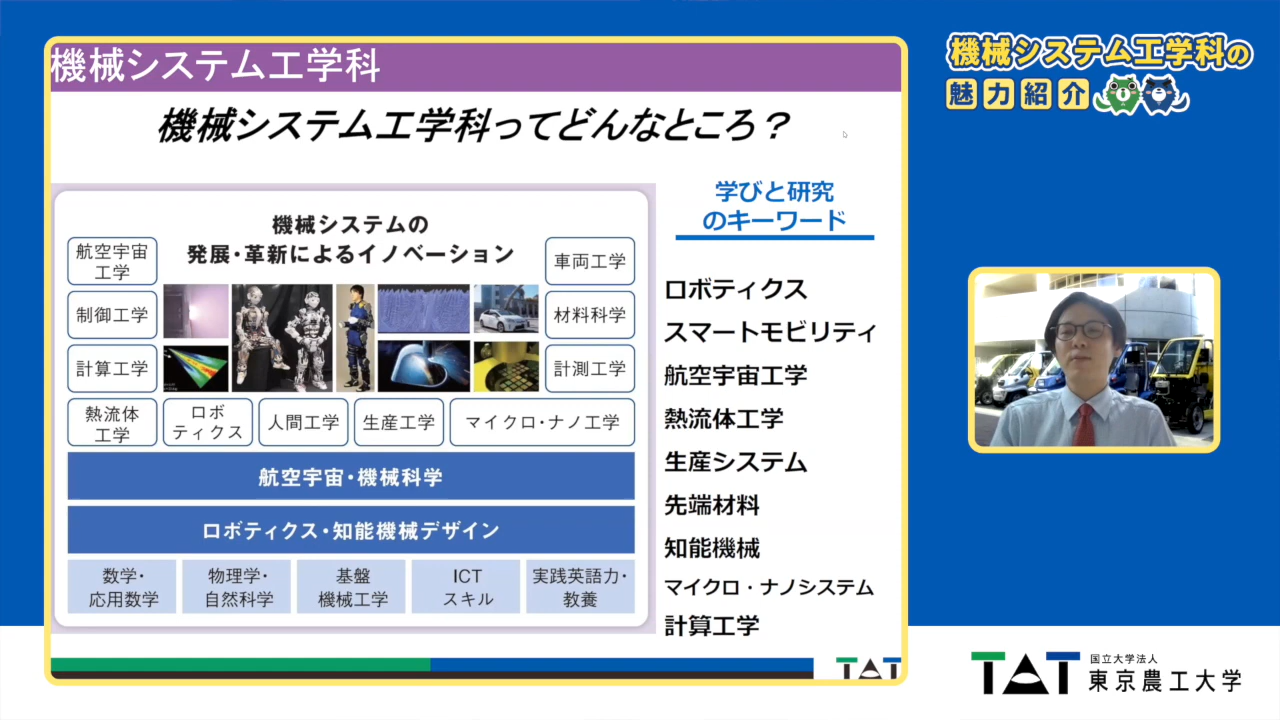 機械システム工学科
機械システム工学科ってどんなところ？
機械システムの
発展・革新によるイノベーション
航空宇宙
工学
制御工学
計算工学
車両工学
材料科学
計測工学
熱流体
工学
ロボ
ティクス
人間工学
生産工学
マイクロ・ナノ工学
航空宇宙・機械科学
ロボティクス・知能機械デザイン
数学・
応用数学
物理学・
自然科学
基盤
機械工学
ICT
スキル
実践英語力・
教養
学びと研究
のキーワード
ロボティクス
スマートモビリティ
航空宇宙工学
熱流体工学
生産システム
先端材料
知能機械
マイクロ・ナノシステム
計算工学
TAT
機械システム工学科の
魅力紹介
TAT
国立大学法人
東京農工大学